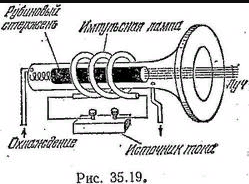 Рубиновый
стержень
Импульсная лампа
Луч
Охлаждение
Источник тока
Рис. 35.19.